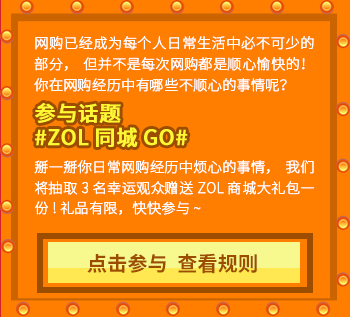 网购已经成为每个人日常生活中必不可少的
部分， 但并不是每次网购都是顺心愉快的！
你在网购经历中有哪些不顺心的事情呢？
参与话题
#ZOL 同城 GO#
掰一掰你日常网购经历中烦心的事情， 我们
将抽取 3 名幸运观众赠送 ZOL 商城大礼包一
份！礼品有限，快快参与 ~
点击参与 查看规则